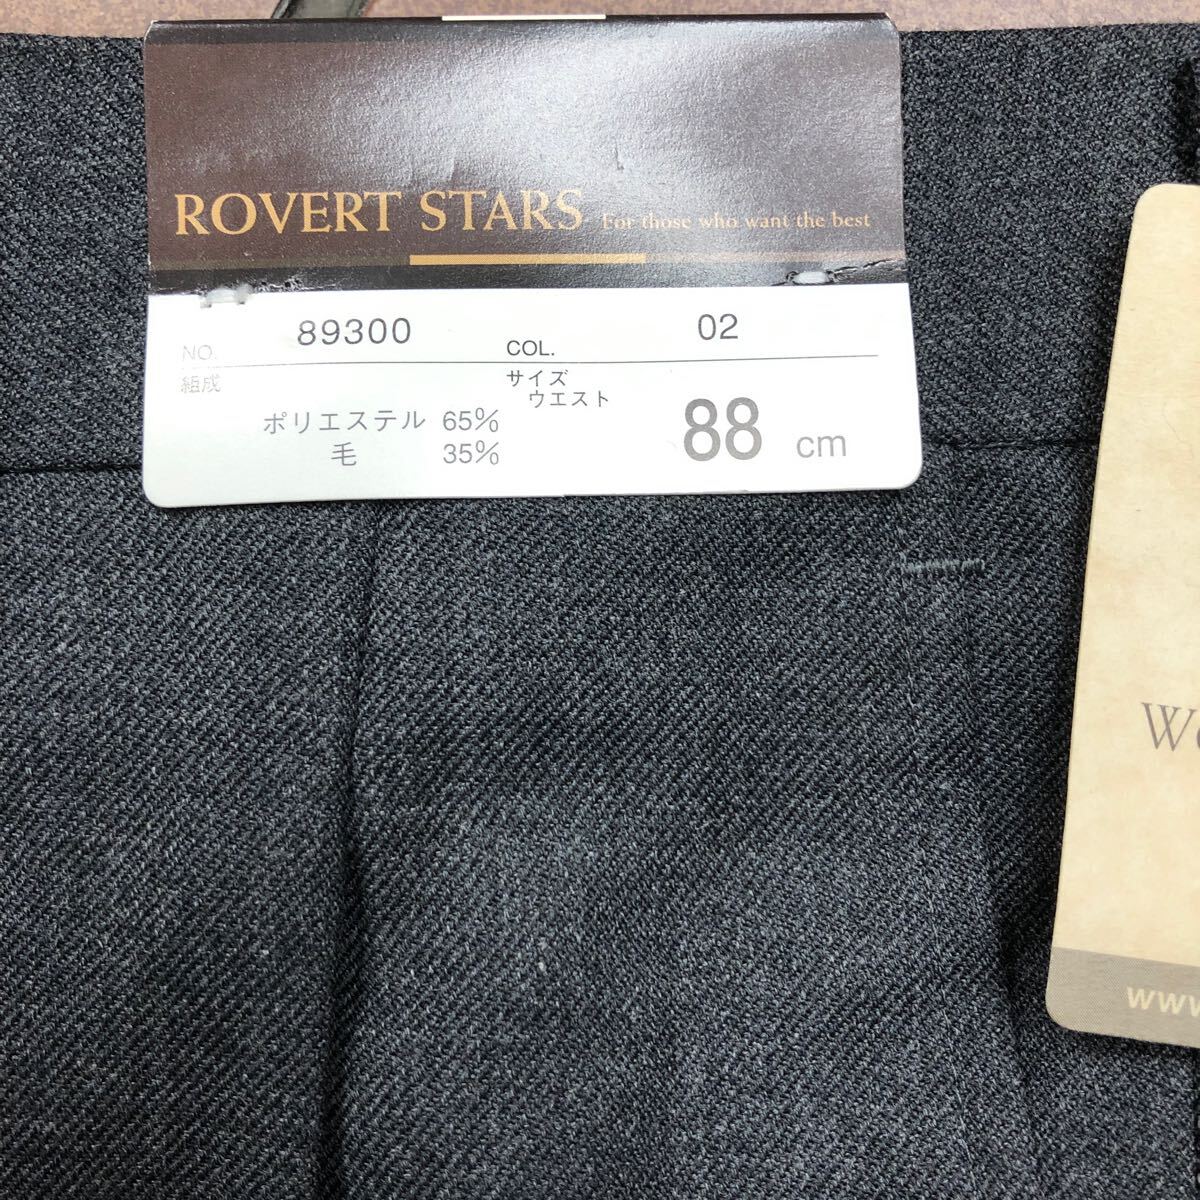 ROVERT STARS For those who want the best
NO. 89300 COL. 02
組成 サイズ
ウエスト 88 cm
ポリエステル 65%
毛 35%
www.